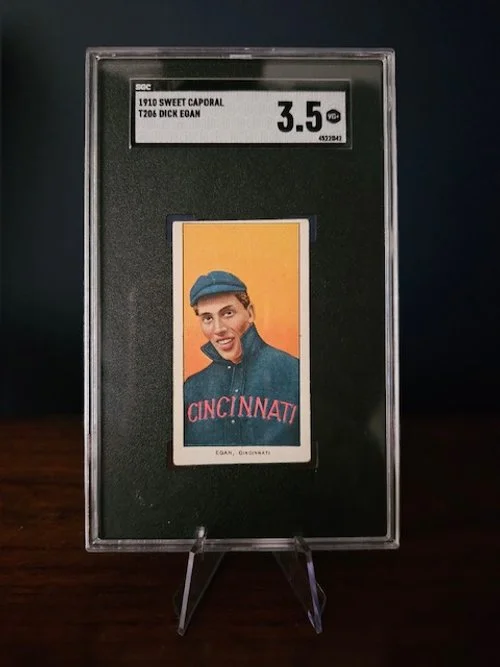 SGC
1910 SWEET CAPORAL
T206 DICK EGAN
3.5 VG+
CINCINNATI
EGAN, CINCINNATI